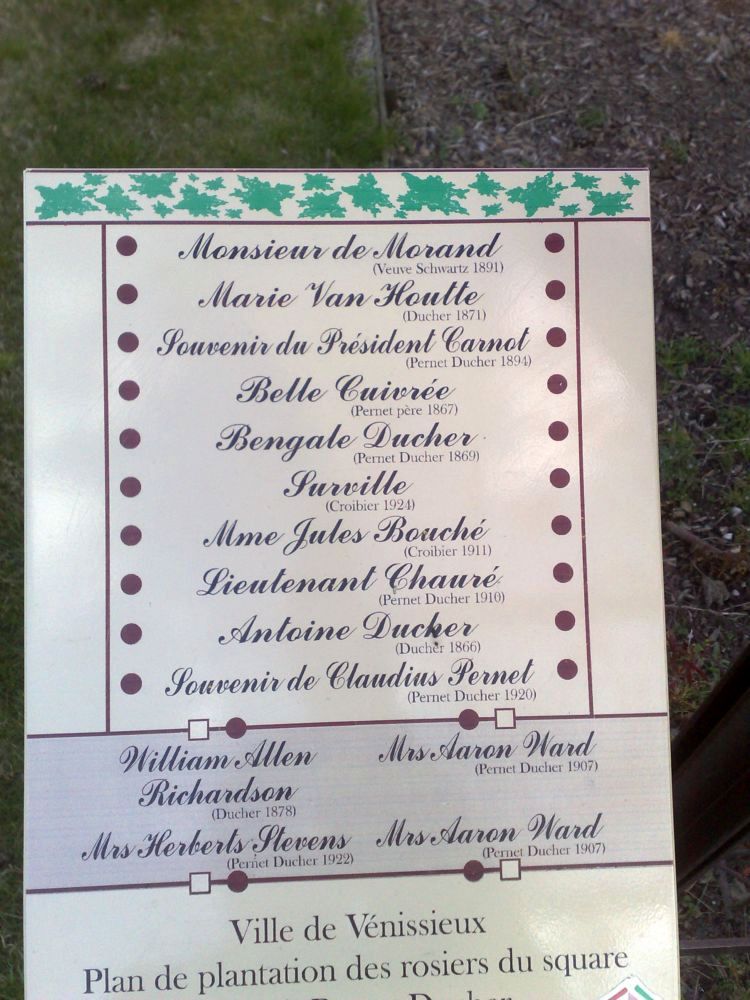 Monsieur de Morand
(Veuve Schwartz 1891)
Marie Van Houtte
(Ducher 1871)
Souvenir du Président Carnot
(Pernet Ducher 1894)
Belle Cuivrée
(Pernet père 1867)
Bengale Ducher
(Pernet Ducher 1869)
Surville
(Croibier 1924)
Mme Jules Bouché
(Croibier 1911)
Lieutenant Chauré
(Pernet Ducher 1910)
Antoine Ducher
(Ducher 1866)
Souvenir de Claudius Pernet
(Pernet Ducher 1920)
William Allen
Richardson
(Ducher 1878)
Mrs Aaron Ward
(Pernet Ducher 1907)
Mrs Herberts Stevens
(Pernet Ducher 1922)
Mrs Aaron Ward
(Pernet Ducher 1907)
Ville de Vénissieux
Plan de plantation des rosiers du square
Ducher